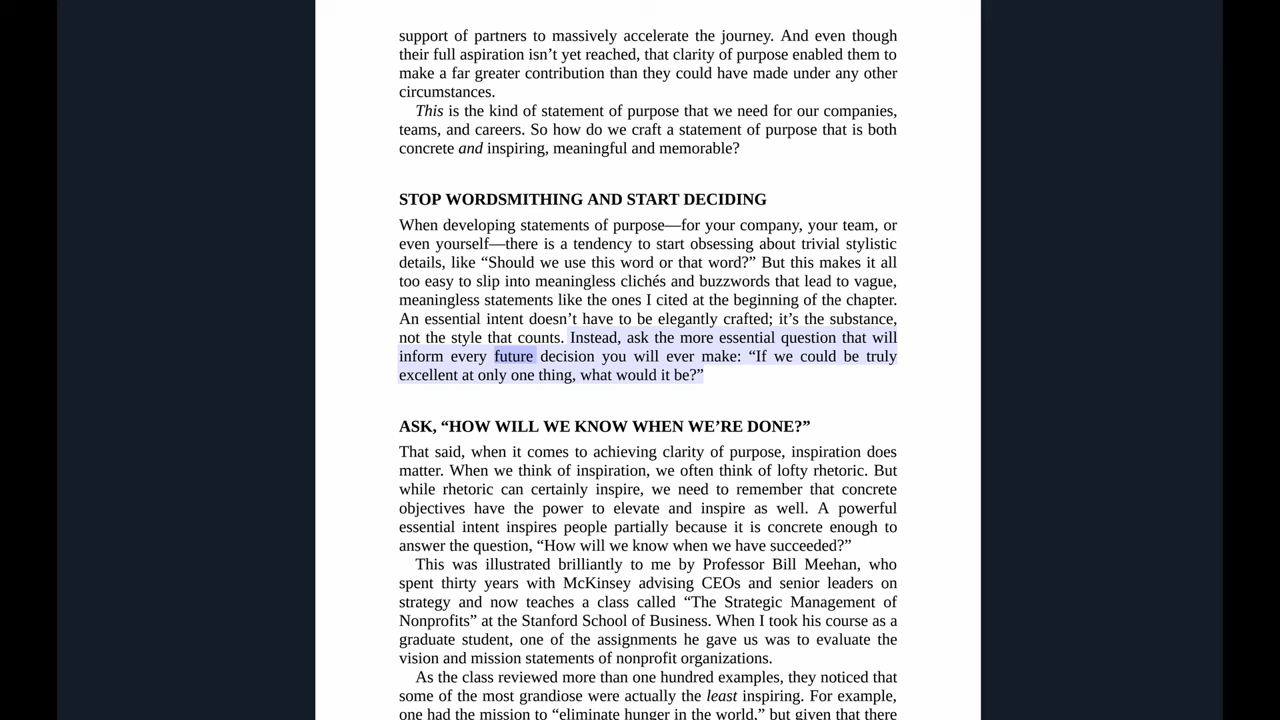 support of partners to massively accelerate the journey. And even though
their full aspiration isn’t yet reached, that clarity of purpose enabled them to
make a far greater contribution than they could have made under any other
circumstances.
This is the kind of statement of purpose that we need for our companies,
teams, and careers. So how do we craft a statement of purpose that is both
concrete and inspiring, meaningful and memorable?
STOP WORDSMITHING AND START DECIDING
When developing statements of purpose—for your company, your team, or
even yourself—there is a tendency to start obsessing about trivial stylistic
details, like “Should we use this word or that word?” But this makes it all
too easy to slip into meaningless clichés and buzzwords that lead to vague,
meaningless statements like the ones I cited at the beginning of the chapter.
An essential intent doesn’t have to be elegantly crafted; it’s the substance,
not the style that counts. Instead, ask the more essential question that will
inform every future decision you will ever make: “If we could be truly
excellent at only one thing, what would it be?”
ASK, “HOW WILL WE KNOW WHEN WE’RE DONE?”
That said, when it comes to achieving clarity of purpose, inspiration does
matter. When we think of inspiration, we often think of lofty rhetoric. But
while rhetoric can certainly inspire, we need to remember that concrete
objectives have the power to elevate and inspire as well. A powerful
essential intent inspires people partially because it is concrete enough to
answer the question, “How will we know when we have succeeded?”
This was illustrated brilliantly to me by Professor Bill Meehan, who
spent thirty years with McKinsey advising CEOs and senior leaders on
strategy and now teaches a class called “The Strategic Management of
Nonprofits” at the Stanford School of Business. When I took his course as a
graduate student, one of the assignments he gave us was to evaluate the
vision and mission statements of nonprofit organizations.
As the class reviewed more than one hundred examples, they noticed that
some of the most grandiose were actually the least inspiring. For example,
one had the mission to “eliminate hunger in the world,” but given that there